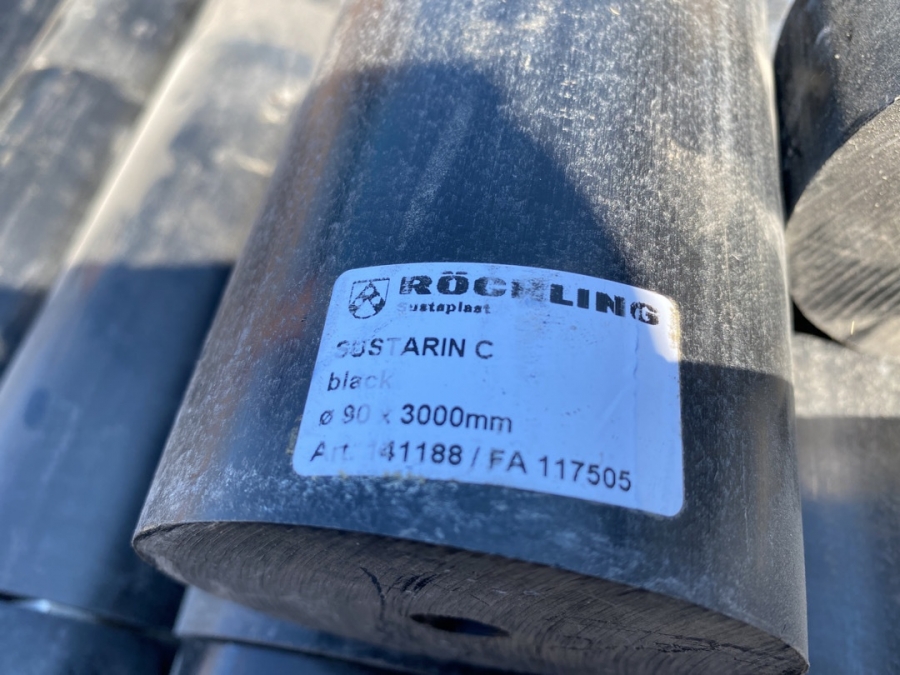 RÖCHLING
Sustaplast
SUSTARIN C
black
ø 90 x 3000mm
Art. 141188 / FA 117505